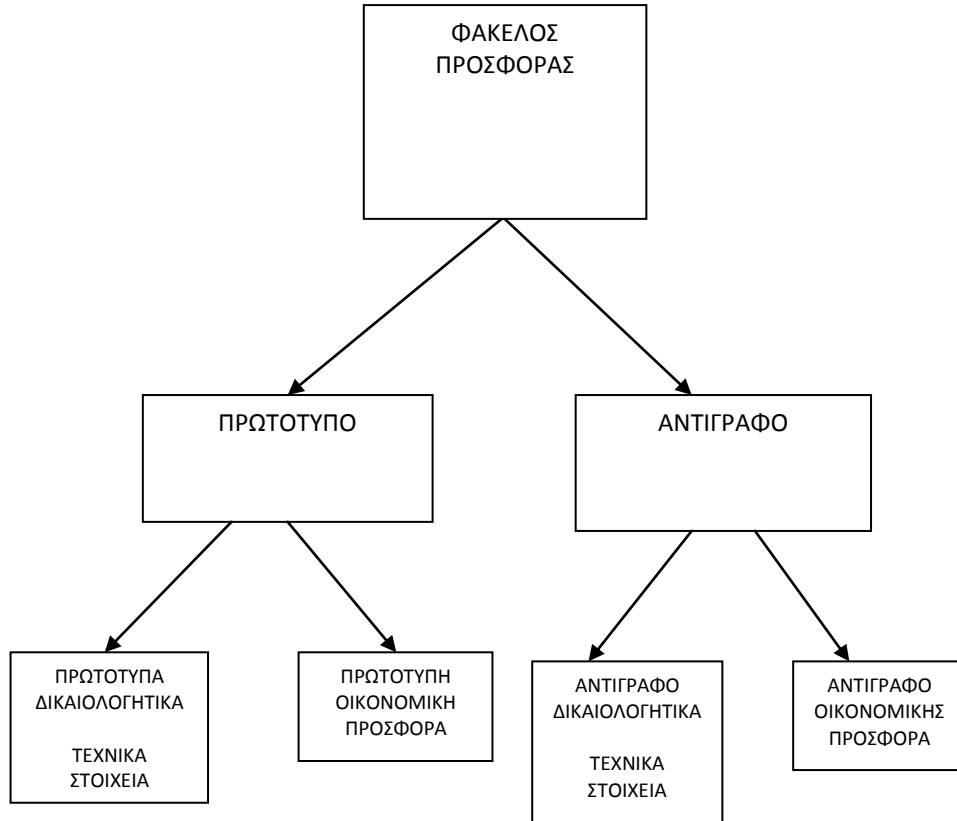 ΦΑΚΕΛΟΣ
ΠΡΟΣΦΟΡΑΣ
ΠΡΩΤΟΤΥΠΟ
ΑΝΤΙΓΡΑΦΟ
ΠΡΩΤΟΤΥΠΑ
ΔΙΚΑΙΟΛΟΓΗΤΙΚΑ
ΤΕΧΝΙΚΑ
ΣΤΟΙΧΕΙΑ
ΠΡΩΤΟΤΥΠΗ
ΟΙΚΟΝΟΜΙΚΗ
ΠΡΟΣΦΟΡΑ
ΑΝΤΙΓΡΑΦΟ
ΔΙΚΑΙΟΛΟΓΗΤΙΚΑ
ΤΕΧΝΙΚΑ
ΣΤΟΙΧΕΙΑ
ΑΝΤΙΓΡΑΦΟ
ΟΙΚΟΝΟΜΙΚΗΣ
ΠΡΟΣΦΟΡΑ